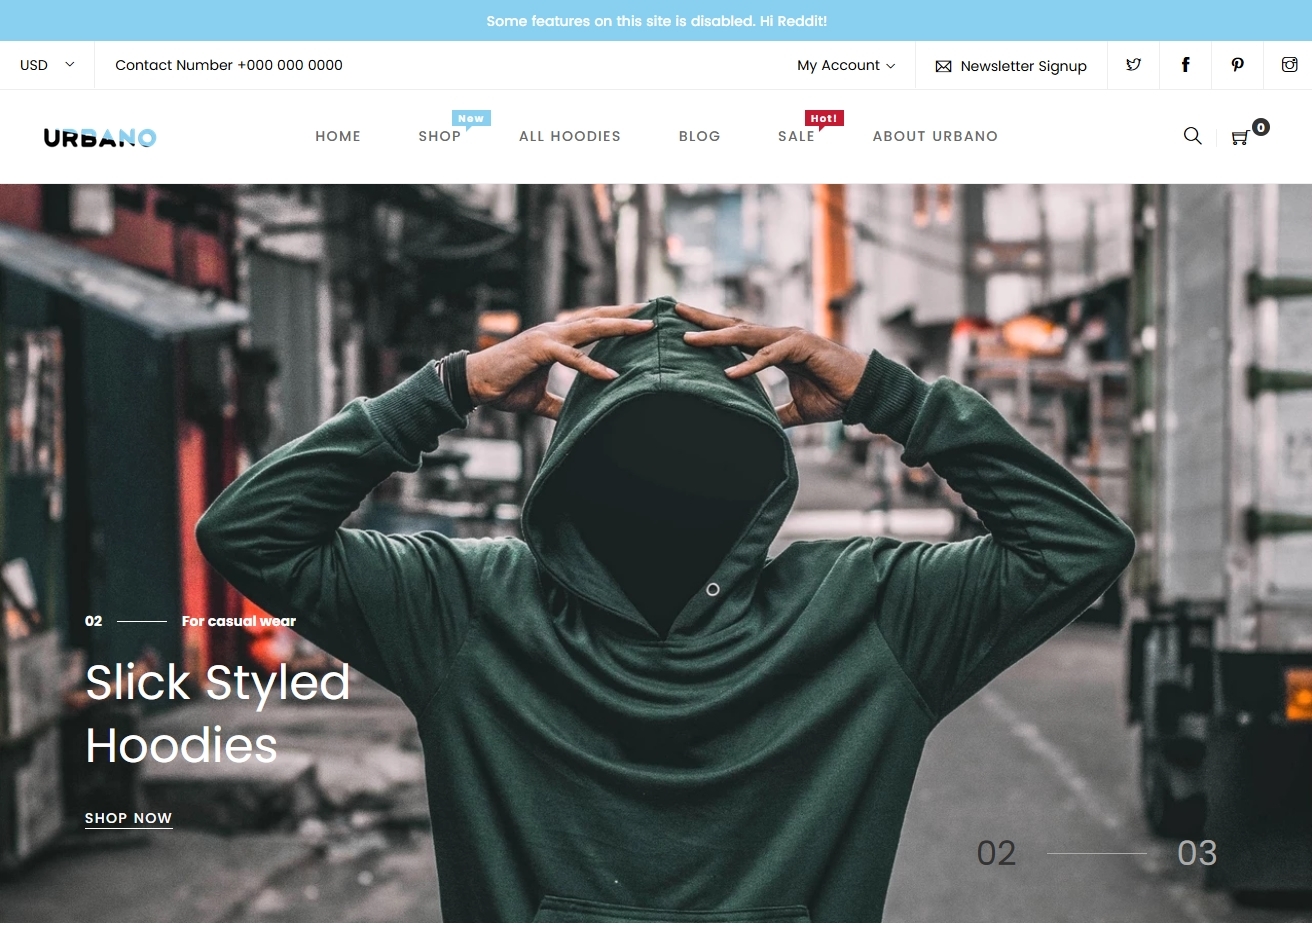 Some features on this site is disabled. Hi Reddit!
USD
Contact Number +000 000 0000
My Account
Newsletter Signup
URBANO
HOME
SHOP
New
ALL HOODIES
BLOG
SALE
Hot!
ABOUT URBANO
0
02
For casual wear
Slick Styled
Hoodies
SHOP NOW
02
03